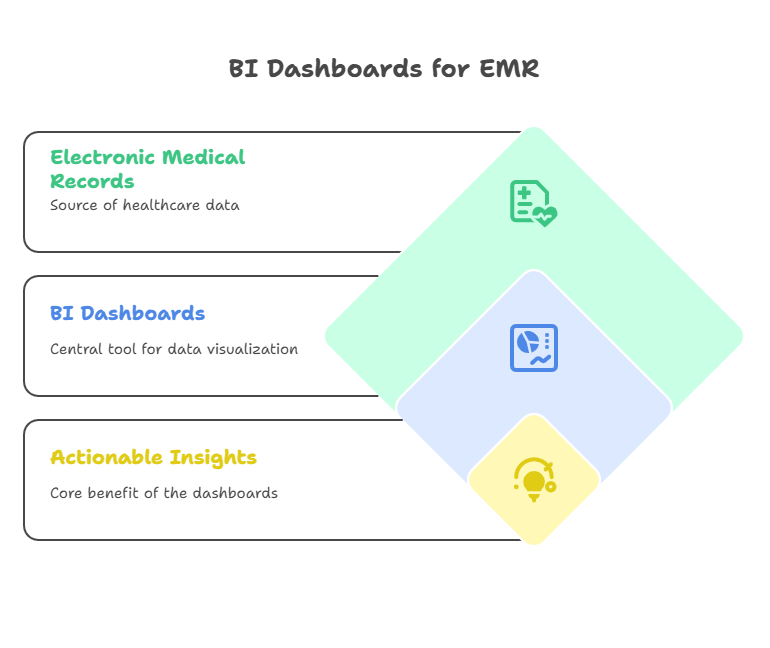 BI Dashboards for EMR
Electronic Medical
Records
Source of healthcare data
BI Dashboards
Central tool for data visualization
Actionable Insights
Core benefit of the dashboards